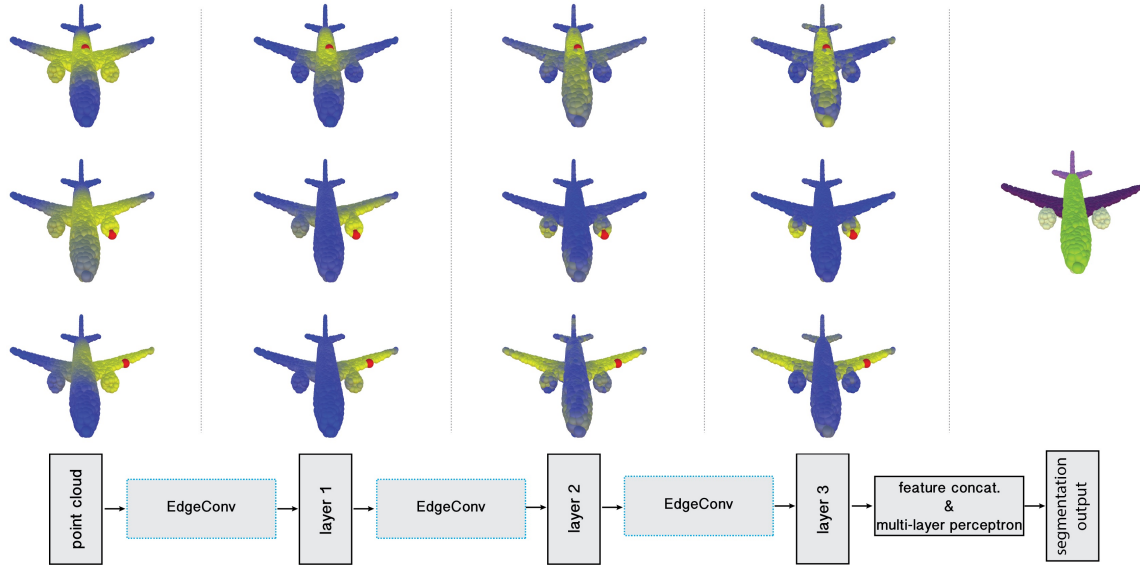 point cloud
EdgeConv
layer 1
EdgeConv
layer 2
EdgeConv
layer 3
feature concat.
&
multi-layer perceptron
segmentation
output